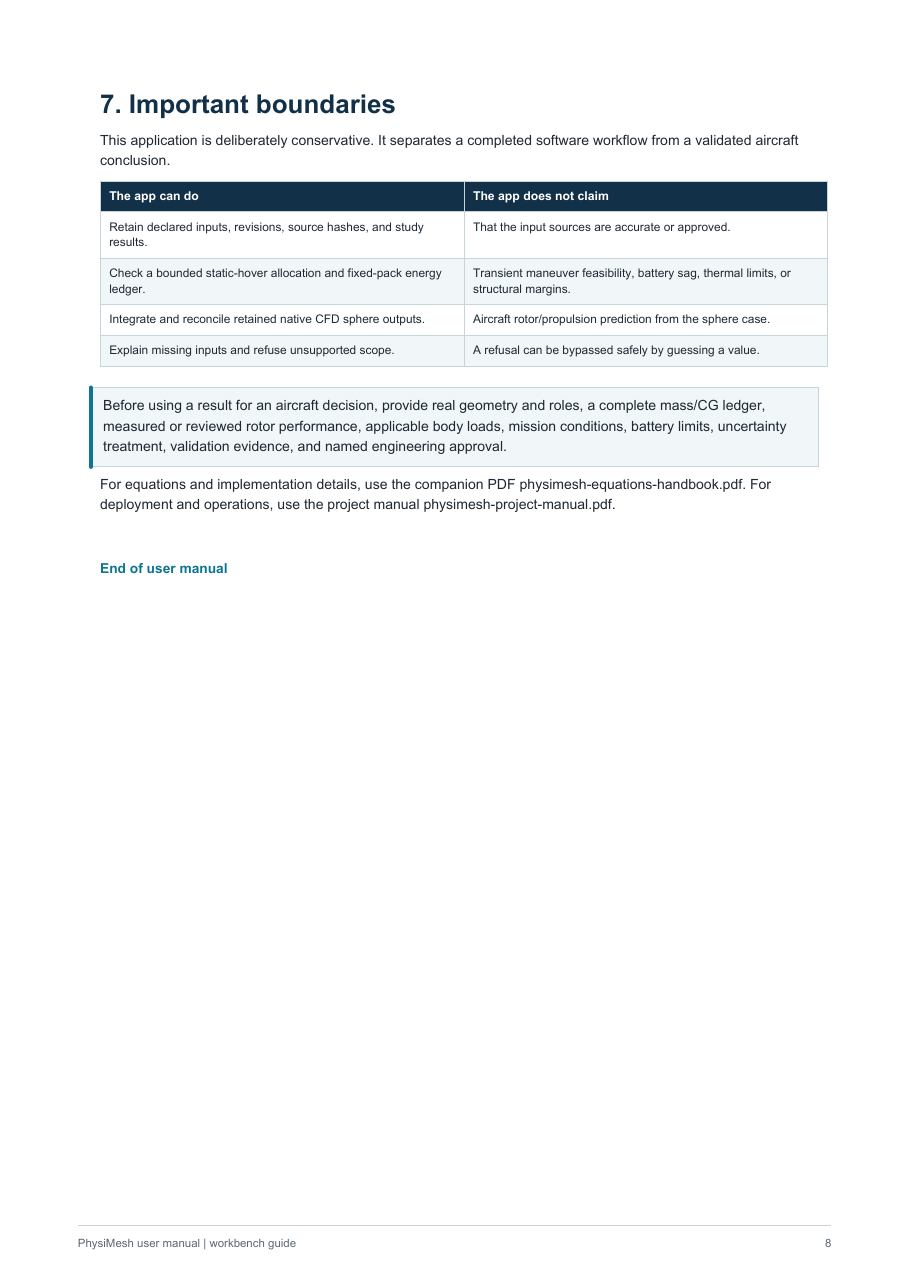 7. Important boundaries
This application is deliberately conservative. It separates a completed software workflow from a validated aircraft
conclusion.
The app can do
The app does not claim
Retain declared inputs, revisions, source hashes, and study
results.
That the input sources are accurate or approved.
Check a bounded static-hover allocation and fixed-pack energy
ledger.
Transient maneuver feasibility, battery sag, thermal limits, or
structural margins.
Integrate and reconcile retained native CFD sphere outputs.
Aircraft rotor/propulsion prediction from the sphere case.
Explain missing inputs and refuse unsupported scope.
A refusal can be bypassed safely by guessing a value.
Before using a result for an aircraft decision, provide real geometry and roles, a complete mass/CG ledger,
measured or reviewed rotor performance, applicable body loads, mission conditions, battery limits, uncertainty
treatment, validation evidence, and named engineering approval.
For equations and implementation details, use the companion PDF physimesh-equations-handbook.pdf. For
deployment and operations, use the project manual physimesh-project-manual.pdf.
End of user manual
PhysiMesh user manual | workbench guide
8